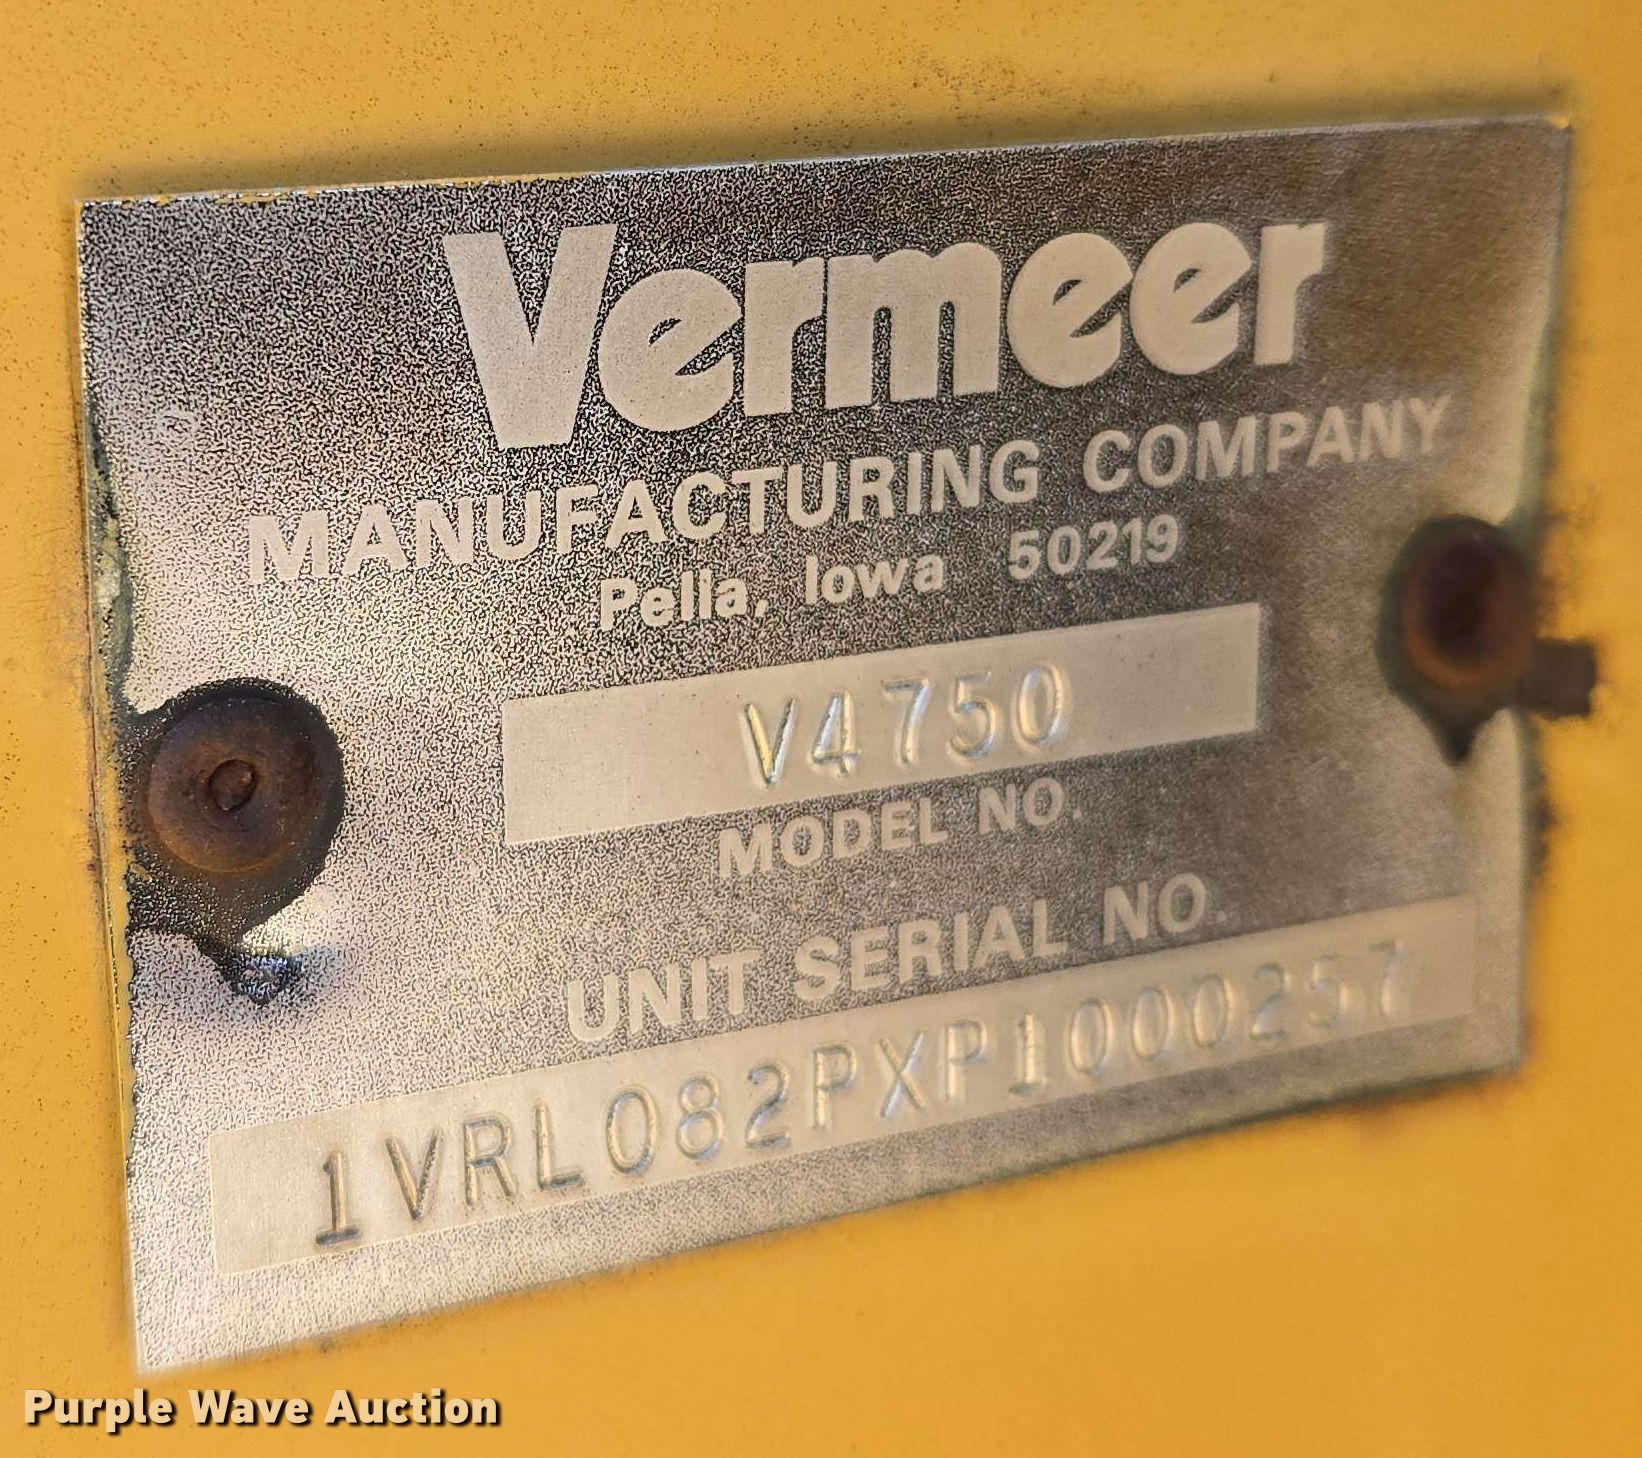 Vermeer
MANUFACTURING COMPANY
Pella, Iowa 50219
V4750
MODEL NO.
UNIT SERIAL NO.
1VRL082PXP1000257
Purple Wave Auction